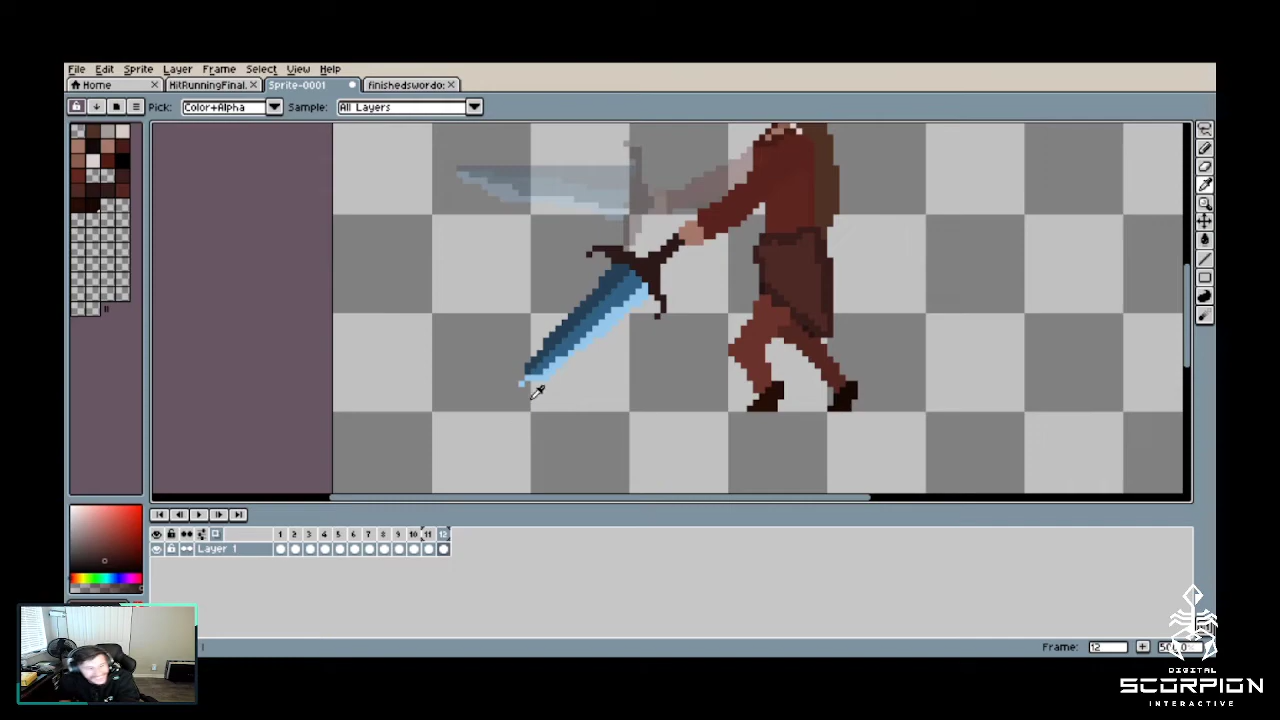 File Edit Sprite Layer Frame Select View Help
Home HitRunningFinal. Sprite-0001 finishedswordo:
Pick: Color+Alpha Sample: All Layers
1 2 3 4 5 6 7 8 9 10 11 12
Layer 1
Frame: 12
DIGITAL
SCORPION
INTERACTIVE